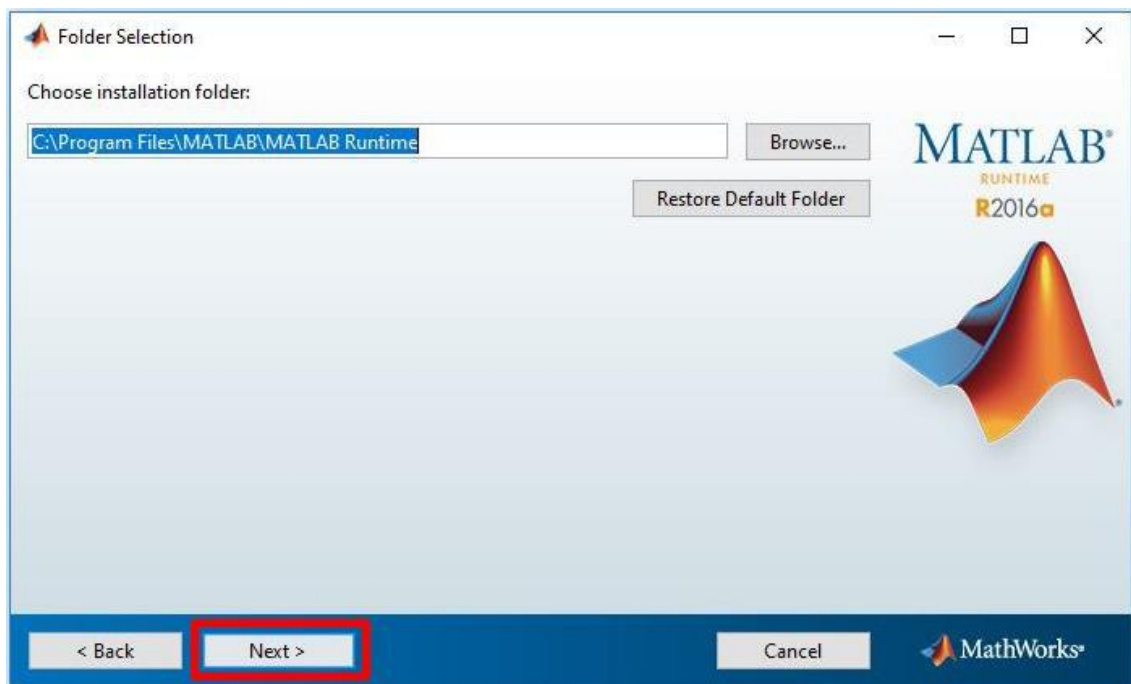 Folder Selection
Choose installation folder:
C:\Program Files\MATLAB\MATLAB Runtime
Browse...
Restore Default Folder
MATLAB®
RUNTIME
R2016a
®
< Back
Next >
Cancel
MathWorks®